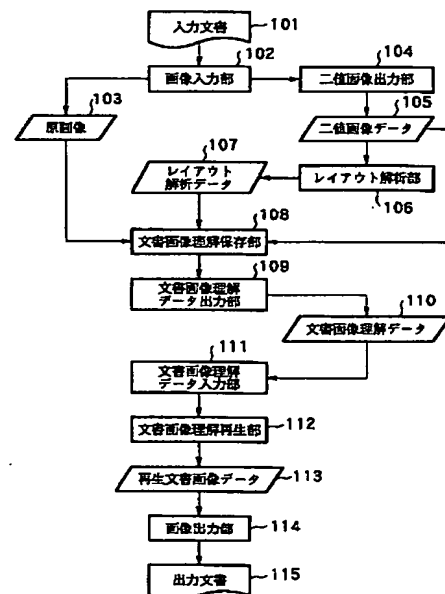 入力文書
101
102
104
画像入力部
二値画像出力部
103
105
原画像
二値画像データ
107
レイアウト
解析データ
レイアウト解析部
106
108
文書画像理解保存部
109
文書画像理解
データ出力部
110
文書画像理解データ
111
文書画像理解
データ入力部
文書画像理解再生部
112
再生文書画像データ
113
画像出力部
114
出力文書
115